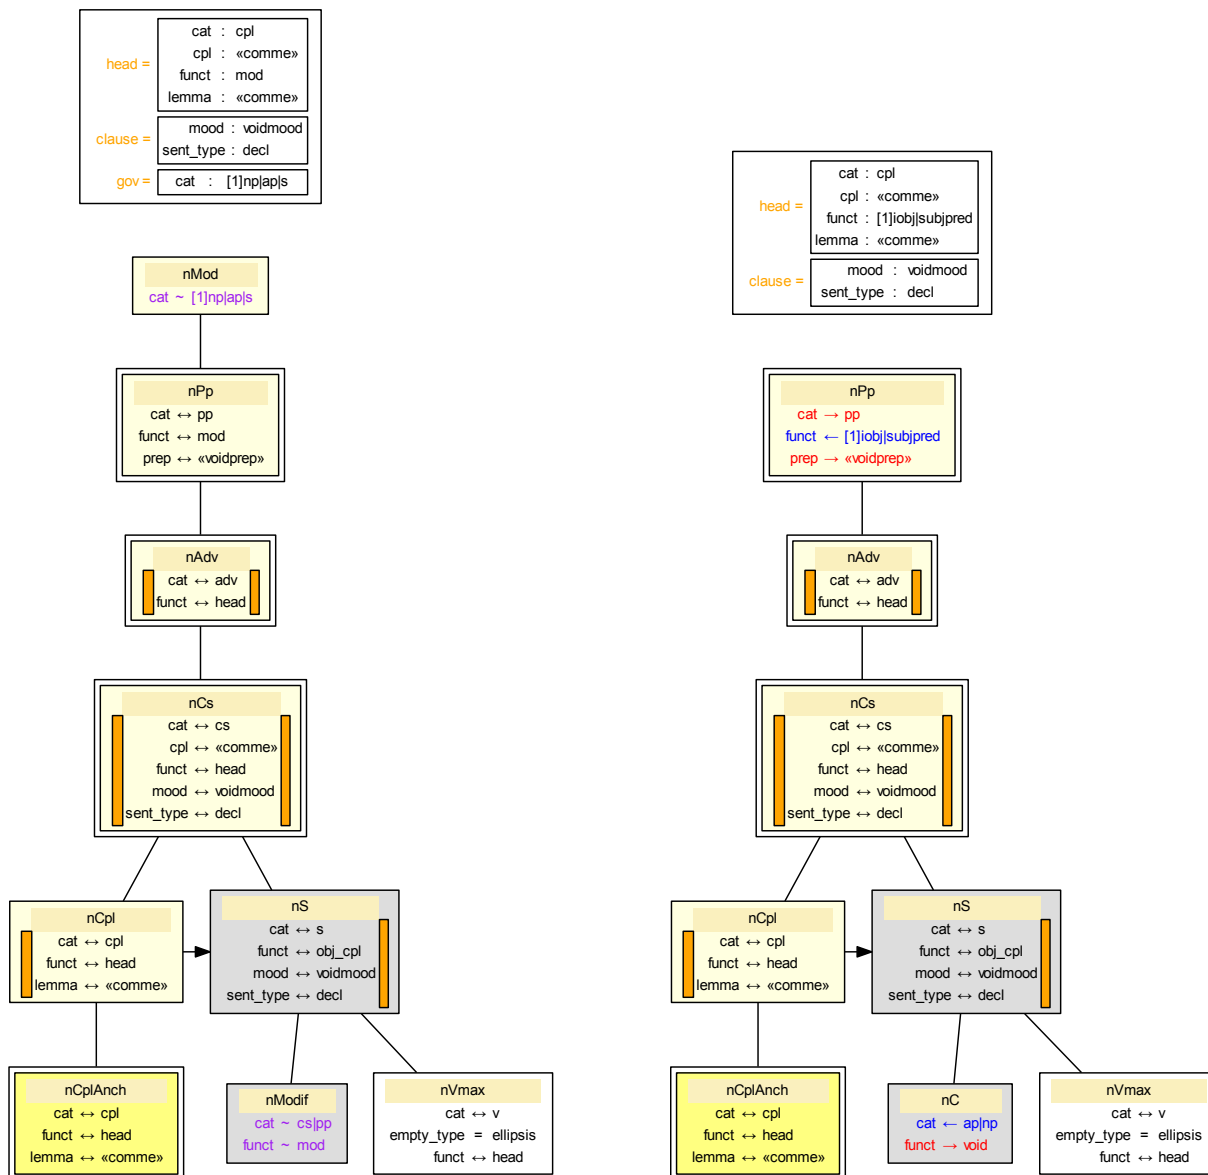 head =
cat : cpl
cpl : «comme»
funct : mod
lemma : «comme»
clause =
mood : voidmood
sent_type : decl
gov =
cat : [1]np|ap|s
nMod
cat ~ [1]np|ap|s
nPp
cat ↔ pp
funct ↔ mod
prep ↔ «voidprep»
nAdv
cat ↔ adv
funct ↔ head
nCs
cat ↔ cs
cpl ↔ «comme»
funct ↔ head
mood ↔ voidmood
sent_type ↔ decl
nCpl
cat ↔ cpl
funct ↔ head
lemma ↔ «comme»
nS
cat ↔ s
funct ↔ obj_cpl
mood ↔ voidmood
sent_type ↔ decl
nCplAnch
cat ↔ cpl
funct ↔ head
lemma ↔ «comme»
nModif
cat ~ cs|pp
funct ~ mod
nVmax
cat ↔ v
empty_type = ellipsis
funct ↔ head
head =
cat : cpl
cpl : «comme»
funct : [1]iobj|subjpred
lemma : «comme»
clause =
mood : voidmood
sent_type : decl
nPp
cat → pp
funct ← [1]iobj|subjpred
prep → «voidprep»
nAdv
cat ↔ adv
funct ↔ head
nCs
cat ↔ cs
cpl ↔ «comme»
funct ↔ head
mood ↔ voidmood
sent_type ↔ decl
nCpl
cat ↔ cpl
funct ↔ head
lemma ↔ «comme»
nS
cat ↔ s
funct ↔ obj_cpl
mood ↔ voidmood
sent_type ↔ decl
nCplAnch
cat ↔ cpl
funct ↔ head
lemma ↔ «comme»
nC
cat ← ap|np
funct → void
nVmax
cat ↔ v
empty_type = ellipsis
funct ↔ head